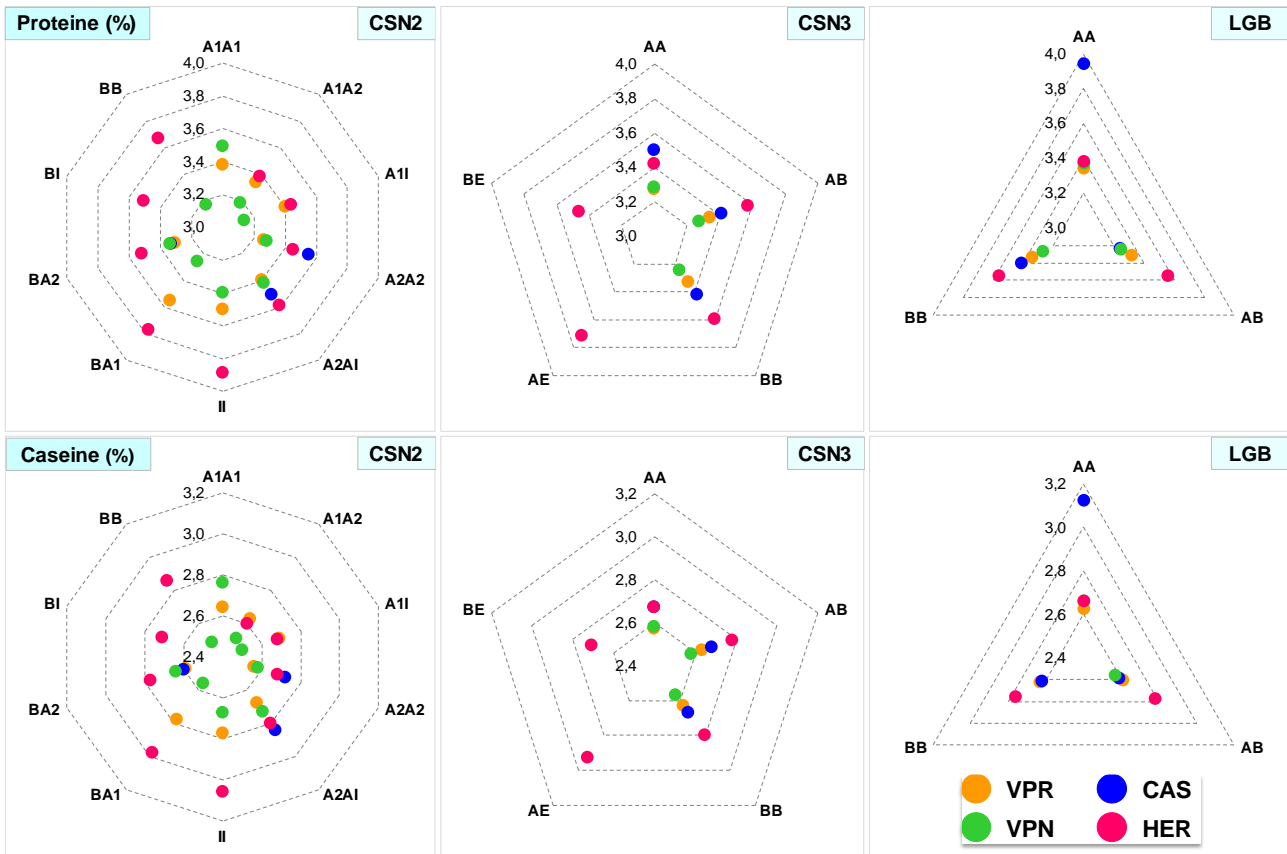 Proteine (%)
CSN2
A1A1
A1A2
A1I
A2A2
A2AI
II
BA1
BA2
BI
BB
4,0
3,8
3,6
3,4
3,2
3,0
CSN3
AA
AB
BB
AE
BE
4,0
3,8
3,6
3,4
3,2
3,0
LGB
AA
AB
BB
4,0
3,8
3,6
3,4
3,2
3,0
Caseine (%)
CSN2
A1A1
A1A2
A1I
A2A2
A2AI
II
BA1
BA2
BI
BB
3,2
3,0
2,8
2,6
2,4
CSN3
AA
AB
BB
AE
BE
3,2
3,0
2,8
2,6
2,4
LGB
AA
AB
BB
3,2
3,0
2,8
2,6
2,4
VPR
CAS
VPN
HER